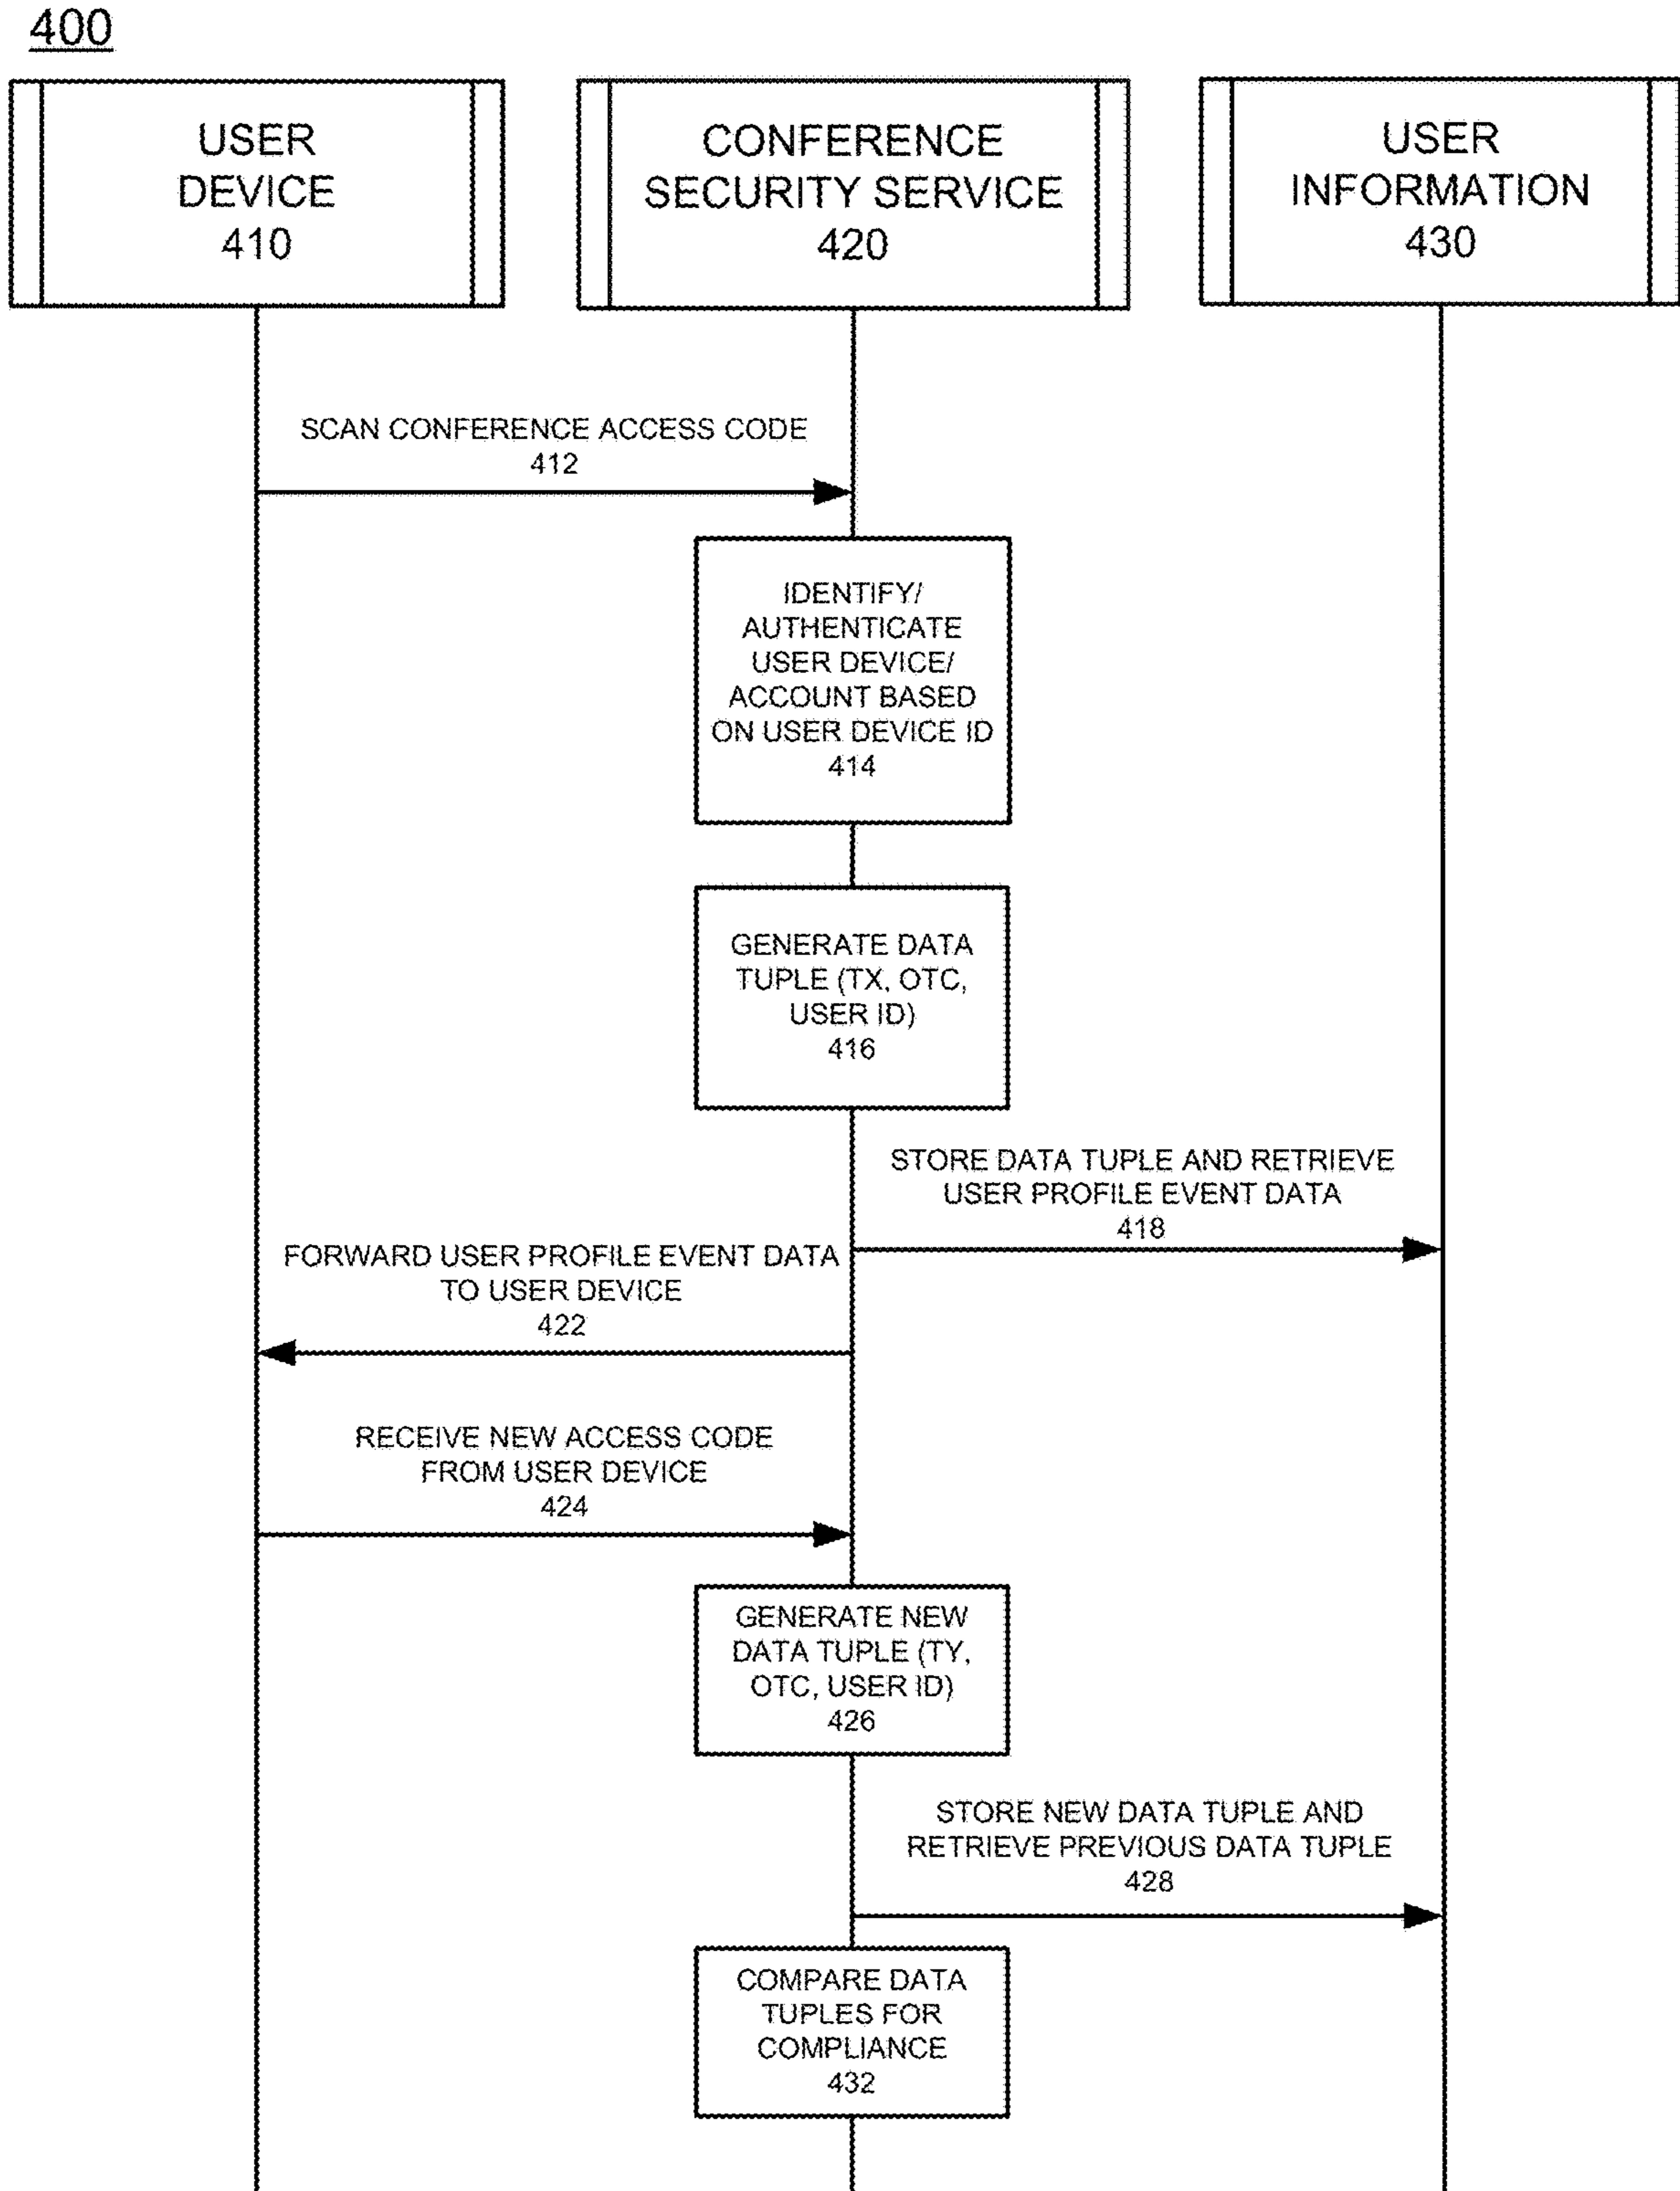 400
USER
DEVICE
410
CONFERENCE
SECURITY SERVICE
420
USER
INFORMATION
430
SCAN CONFERENCE ACCESS CODE
412
IDENTIFY/
AUTHENTICATE
USER DEVICE/
ACCOUNT BASED
ON USER DEVICE ID
414
GENERATE DATA
TUPLE (TX, OTC,
USER ID)
416
STORE DATA TUPLE AND RETRIEVE
USER PROFILE EVENT DATA
418
FORWARD USER PROFILE EVENT DATA
TO USER DEVICE
422
RECEIVE NEW ACCESS CODE
FROM USER DEVICE
424
GENERATE NEW
DATA TUPLE (TY,
OTC, USER ID)
426
STORE NEW DATA TUPLE AND
RETRIEVE PREVIOUS DATA TUPLE
428
COMPARE DATA
TUPLES FOR
COMPLIANCE
432